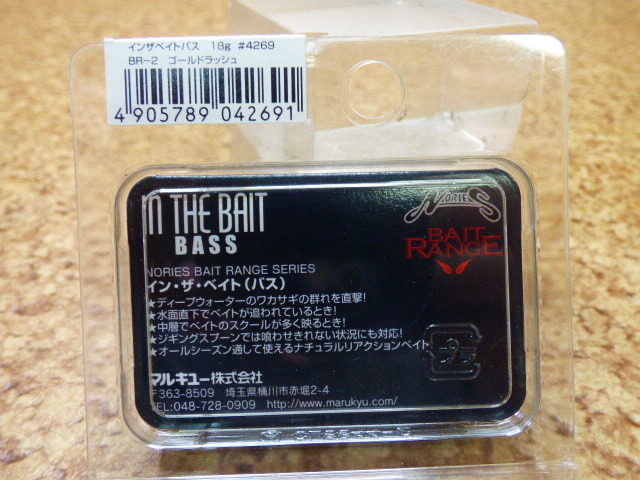 インザベイトバス 18g #4269
BR-2 ゴールドラッシュ
4 905789 042691
IN THE BAIT
BASS
NORIES
BAIT
RANGE
NORIES BAIT RANGE SERIES
イン・ザ・ベイト(バス)
★ディープウォーターのワカサギの群れを直撃!
★水面直下でベイトが追われているとき!
★中層でベイトのスクールが多く映るとき!
★ジギングスプーンでは喰わせきれない状況にも対応!
★オールシーズン通して使えるナチュラルリアクションベイト
マルキユー株式会社
〒363-8509 埼玉県桶川市赤堀2-4
TEL:048-728-0909 http://www.marukyu.com/